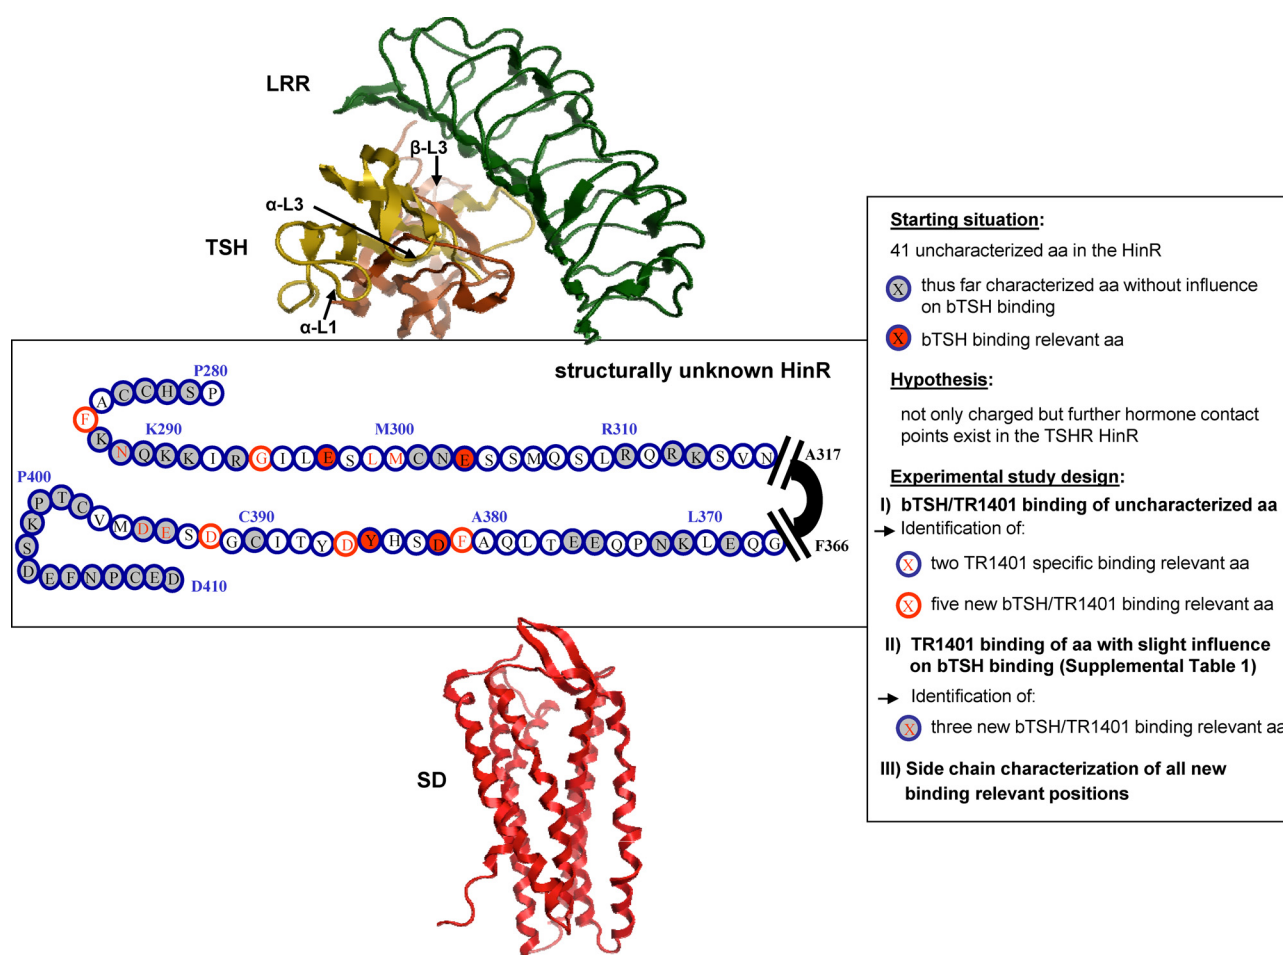 LRR
β-L3
α-L3
TSH
α-L1
structurally unknown HinR
P280
A C C H S P
F
K290 M300 R310
K N Q K K I R G I L E S L M C N E S S M Q S L R Q R K S V N
A317
P400
C390 A380 L370
P T C V M D E S D G C I T Y D Y H S D F A Q L T E E Q P N K L E Q G
F366
K
S
D E F N P C E D
D410
SD
Starting situation:
41 uncharacterized aa in the HinR
X thus far characterized aa without influence
on bTSH binding
X bTSH binding relevant aa
Hypothesis:
not only charged but further hormone contact
points exist in the TSHR HinR
Experimental study design:
I) bTSH/TR1401 binding of uncharacterized aa
→ Identification of:
X two TR1401 specific binding relevant aa
X five new bTSH/TR1401 binding relevant aa
II) TR1401 binding of aa with slight influence
on bTSH binding (Supplemental Table 1)
→ Identification of:
X three new bTSH/TR1401 binding relevant aa
III) Side chain characterization of all new
binding relevant positions